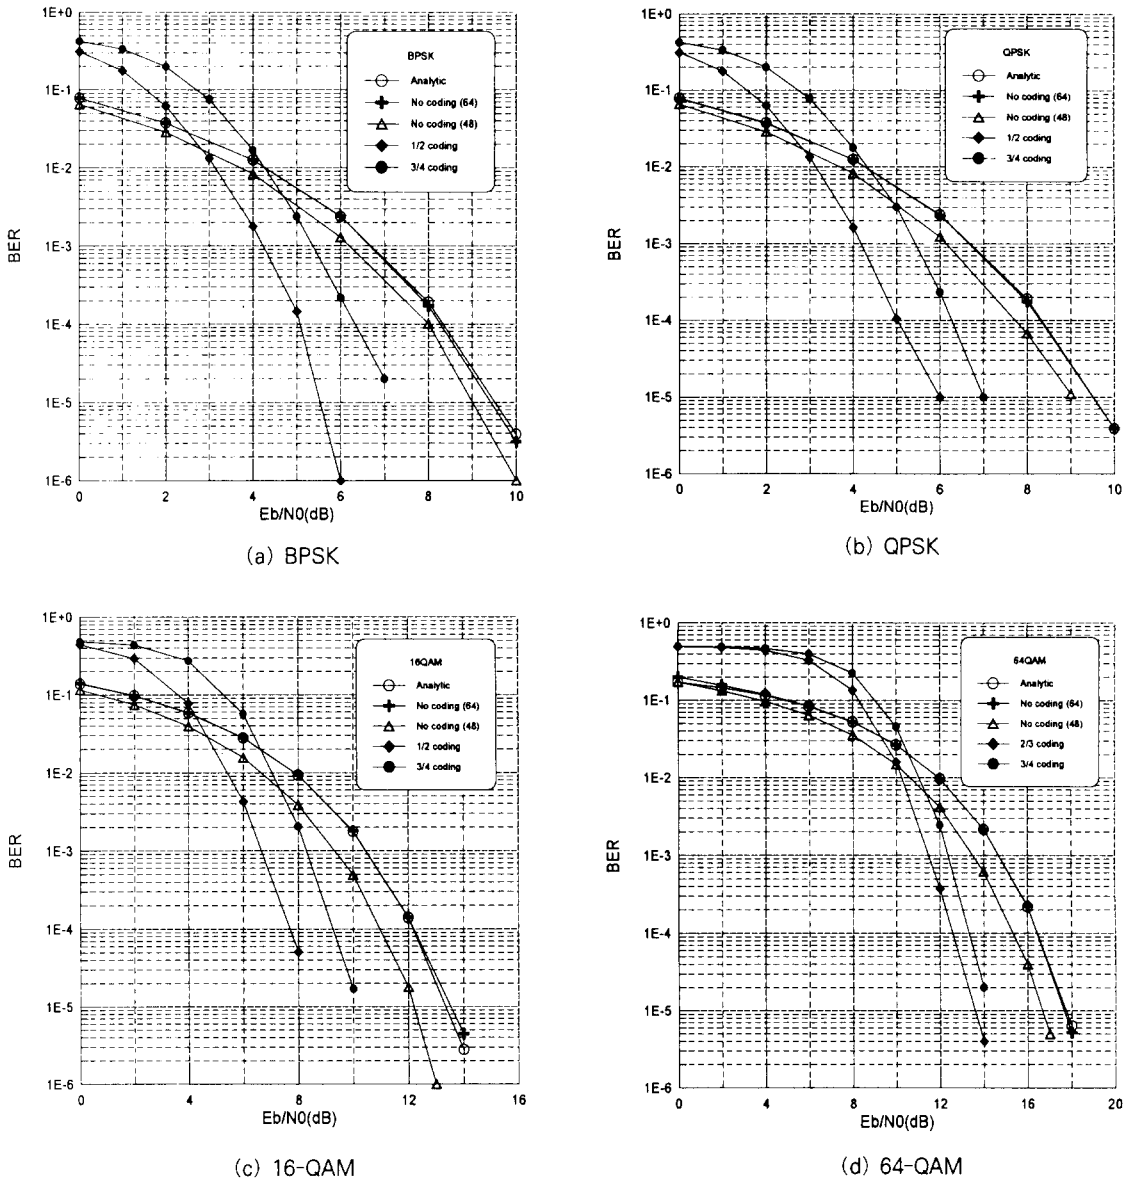 1E+0
1E-1
1E-2
1E-3
1E-4
1E-5
1E-6
BER
0 2 4 6 8 10
Eb/N0(dB)
BPSK
Analytic
No coding (64)
No coding (48)
1/2 coding
3/4 coding
(a) BPSK
1E+0
1E-1
1E-2
1E-3
1E-4
1E-5
1E-6
BER
0 2 4 6 8 10
Eb/N0(dB)
QPSK
Analytic
No coding (64)
No coding (48)
1/2 coding
3/4 coding
(b) QPSK
1E+0
1E-1
1E-2
1E-3
1E-4
1E-5
1E-6
BER
0 4 8 12 16
Eb/N0(dB)
16QAM
Analytic
No coding (64)
No coding (48)
1/2 coding
3/4 coding
(c) 16-QAM
1E+0
1E-1
1E-2
1E-3
1E-4
1E-5
1E-6
BER
0 4 8 12 16 20
Eb/N0(dB)
64QAM
Analytic
No coding (64)
No coding (48)
2/3 coding
3/4 coding
(d) 64-QAM